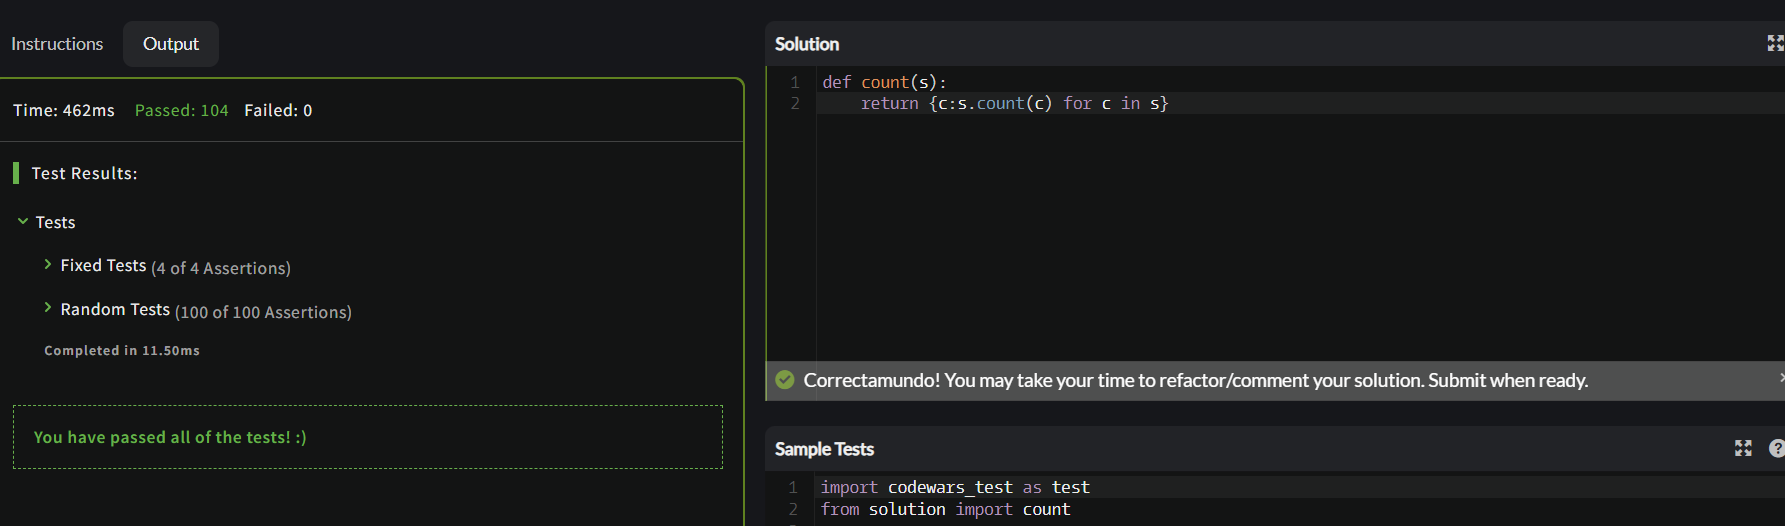 Instructions
Output
Time: 462ms Passed: 104 Failed: 0
Test Results:
Tests
Fixed Tests (4 of 4 Assertions)
Random Tests (100 of 100 Assertions)
Completed in 11.50ms
You have passed all of the tests! :)
Solution
1 def count(s):
2     return {c:s.count(c) for c in s}
Correctamundo! You may take your time to refactor/comment your solution. Submit when ready.
Sample Tests
?
1 import codewars_test as test
2 from solution import count